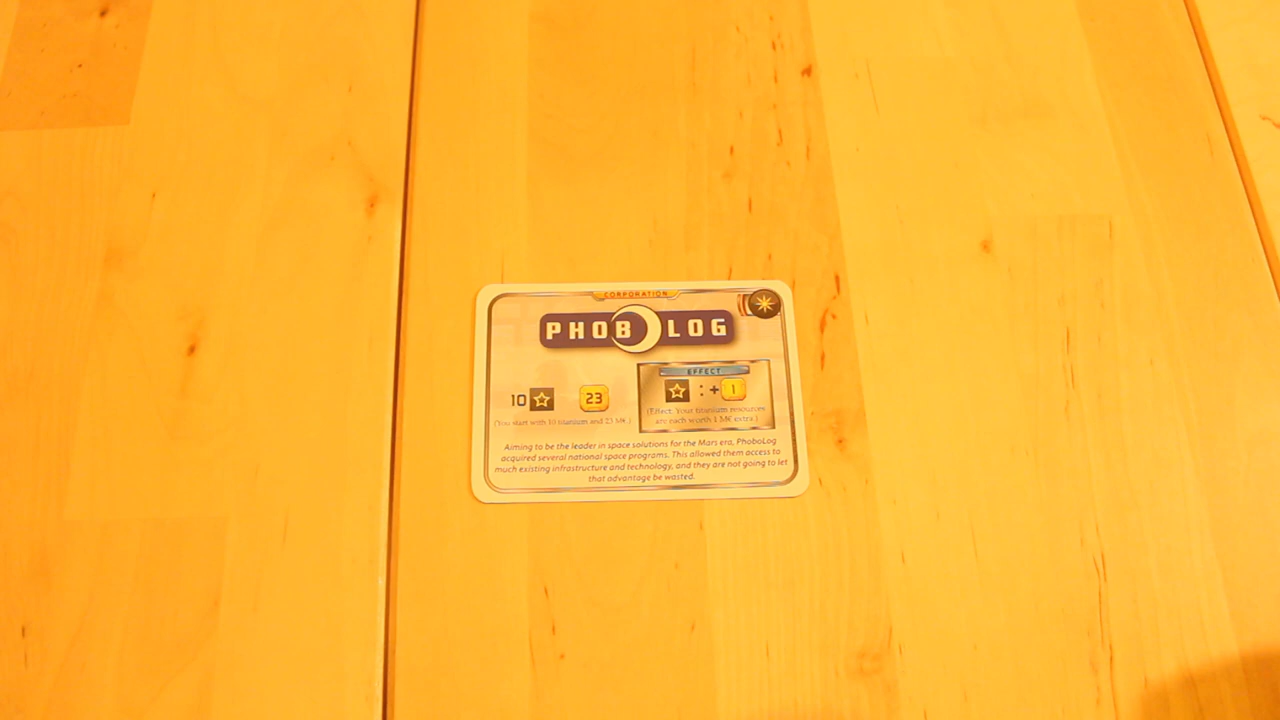 CORPORATION
PHOBOLOG
EFFECT
10 23 : + 1
(You start with 10 titanium and 23 M€.)
(Effect: Your titanium resources
are each worth 1 M€ extra.)
Aiming to be the leader in space solutions for the Mars era, PhoboLog
acquired several national space programs. This allowed them access to
much existing infrastructure and technology, and they are not going to let
that advantage be wasted.